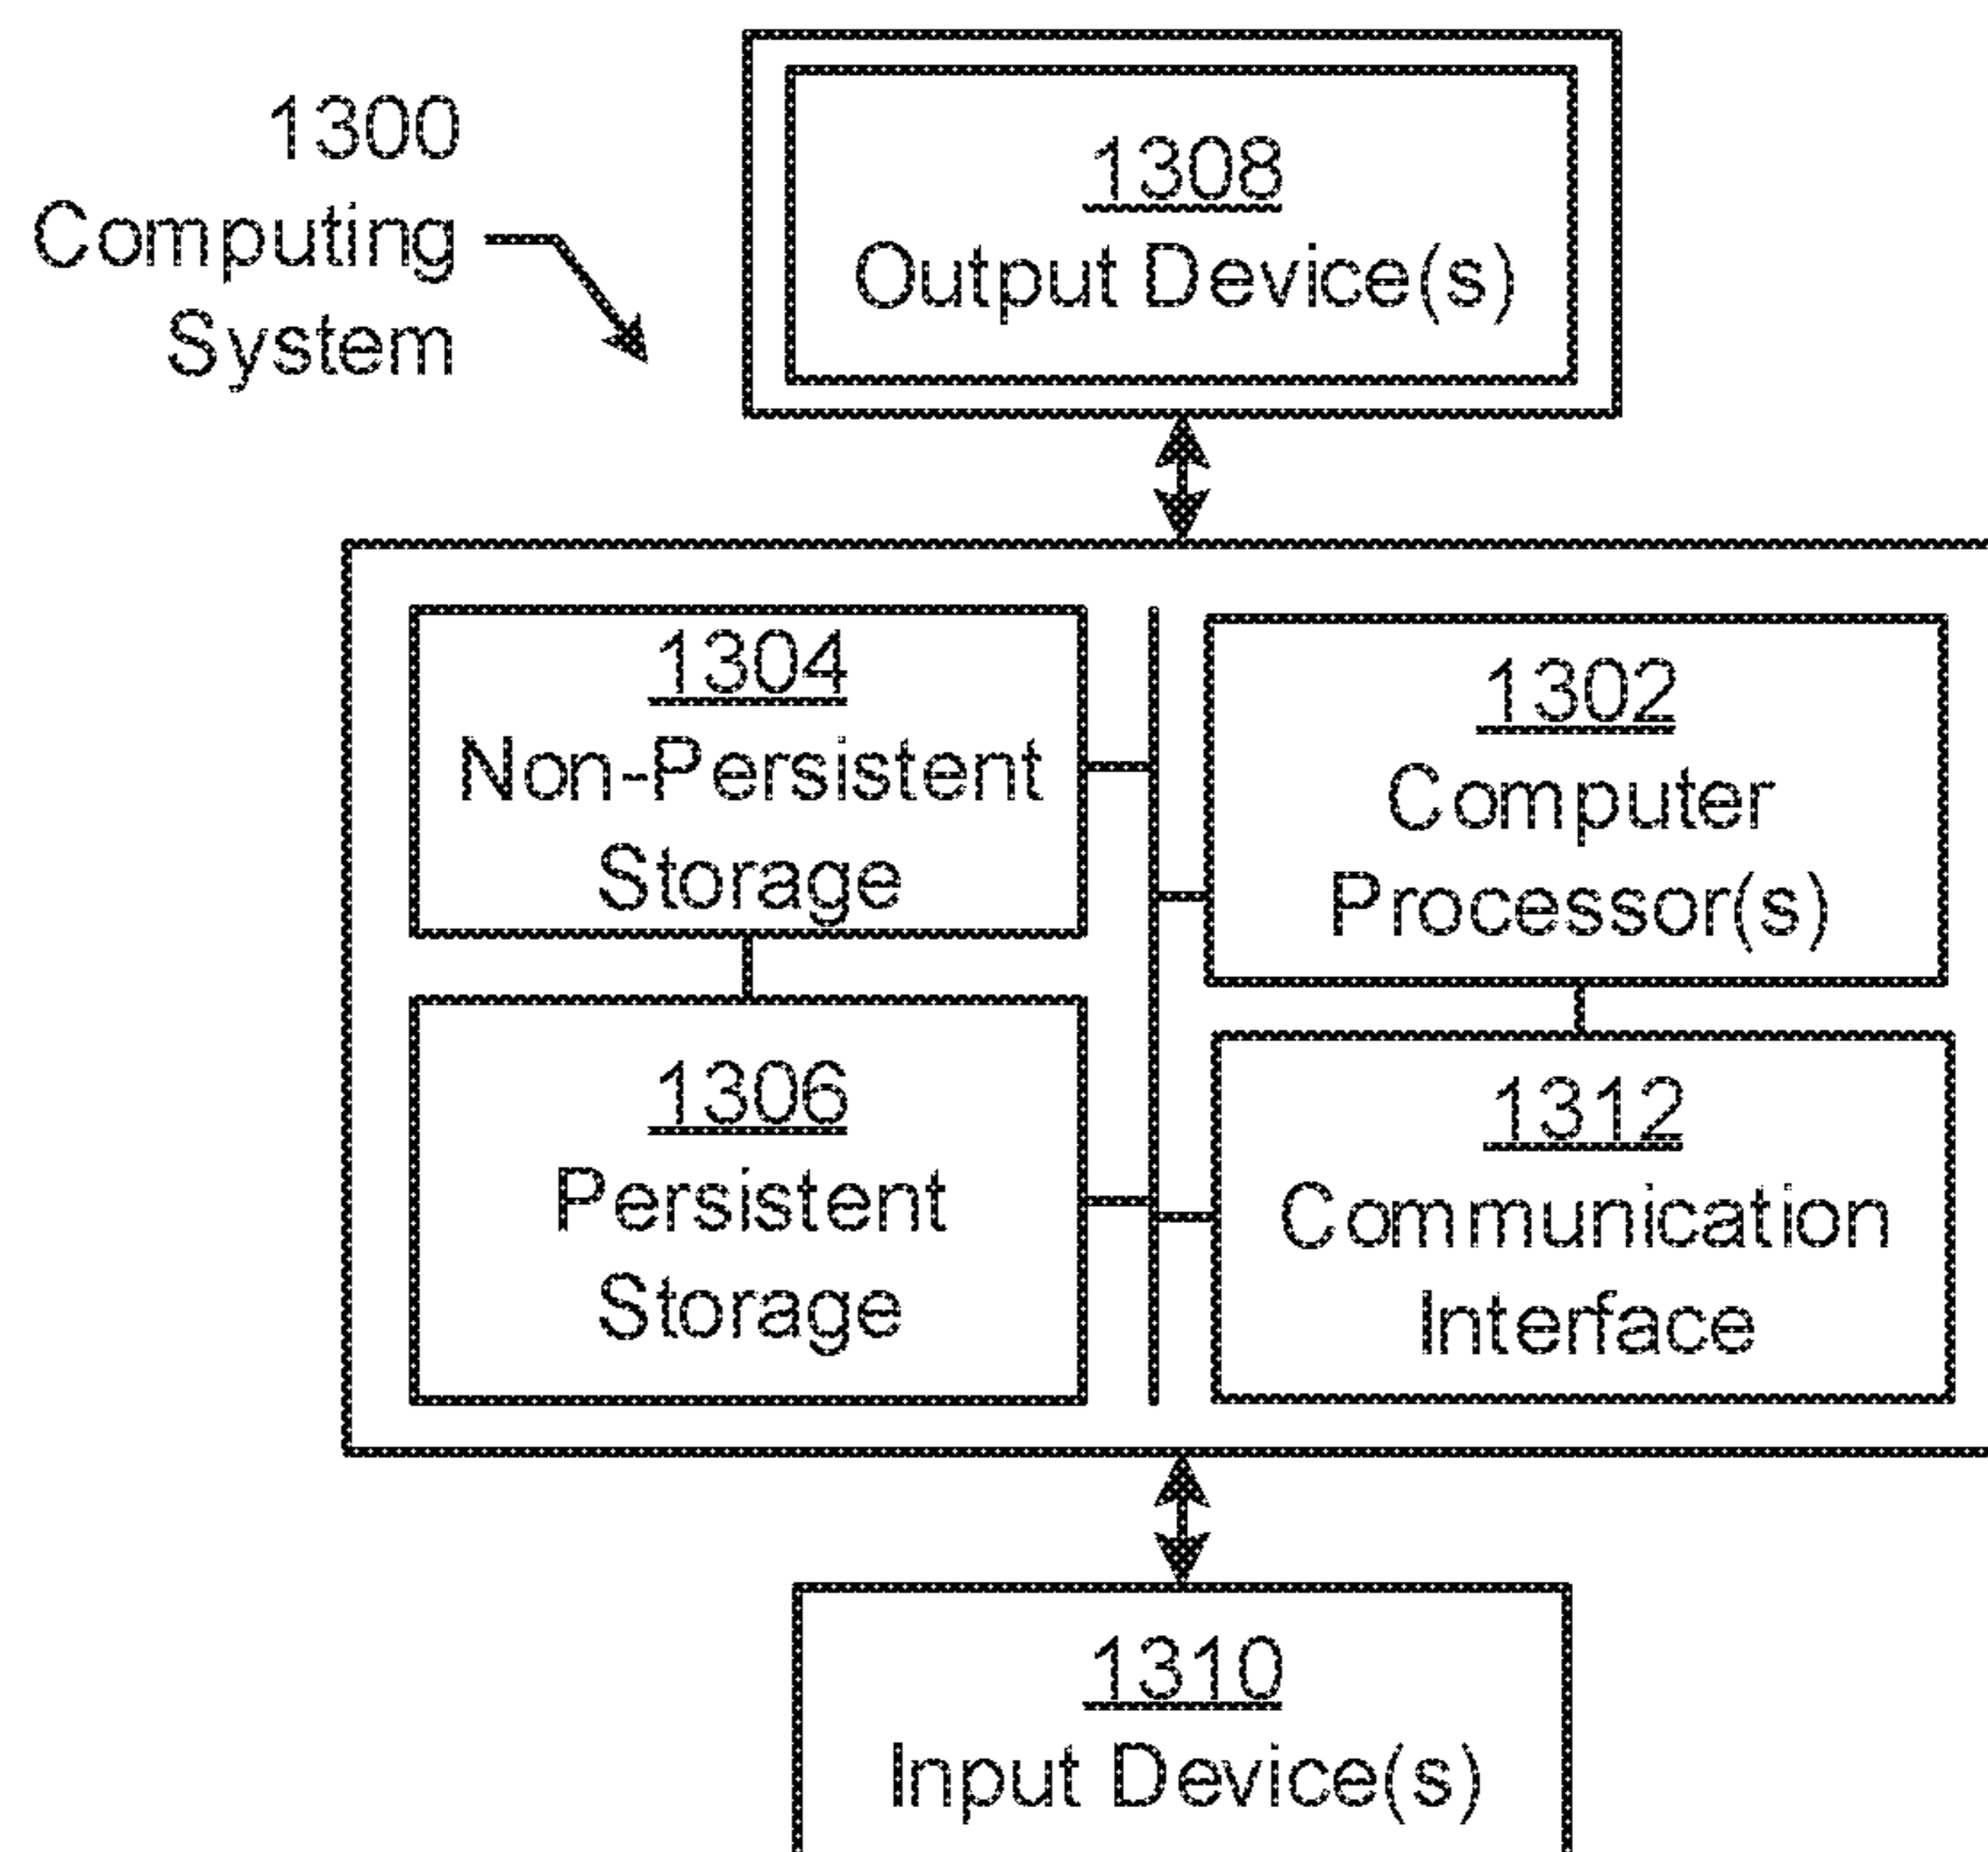 1300
Computing
System
1308
Output Device(s)
1304
Non-Persistent
Storage
1302
Computer
Processor(s)
1306
Persistent
Storage
1312
Communication
Interface
1310
Input Device(s)